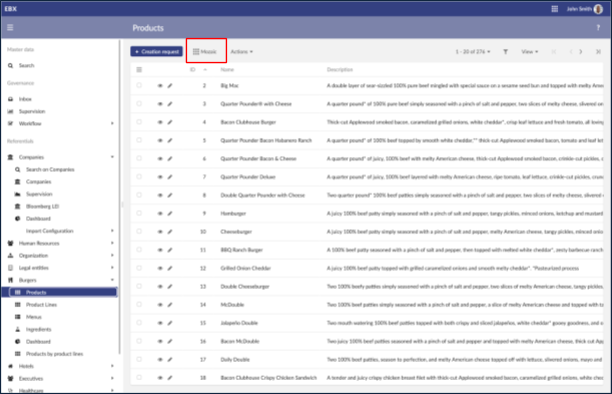 EBX
John Smith
Products
?
Master data
Search
Governance
Inbox
Supervision
Workflow
Referentials
Companies
Search on Companies
Companies
Supervision
Bloomberg LEI
Dashboard
Import Configuration
Human Resources
Organization
Legal entities
Burgers
Products
Product Lines
Menus
Ingredients
Dashboard
Products by product lines
Hotels
Executives
Healthcare
+ Creation request
Mosaic
Actions
1 - 20 of 276
View
ID Name Description
2 Big Mac A double layer of sear-sizzled 100% pure beef mingled with special sauce on a sesame seed bun and topped with melty Amer
3 Quarter Pounder® with Cheese A quarter pound* of 100% pure beef simply seasoned with a pinch of salt and pepper, two slices of melty cheese, slivered on
4 Bacon Clubhouse Burger Thick-cut Applewood smoked bacon, caramelized grilled onions, white cheddar*, crisp leaf lettuce and fresh tomato, all loving
5 Quarter Pounder Bacon Habanero Ranch A quarter pound* of 100% beef topped by smooth white cheddar,** thick-cut Applewood smoked bacon, tomato, leaf lettuce
6 Quarter Pounder Bacon & Cheese A quarter pound* of juicy, 100% beef with melty American cheese, thick-cut Applewood smoked bacon, crinkle-cut pickles, s
7 Quarter Pounder Deluxe A quarter pound* of juicy, 100% beef layered with melty American cheese, ripe tomato, leaf lettuce, crinkle-cut pickles, crun
8 Double Quarter Pounder with Cheese Two quarter pound* 100% beef patties simply seasoned with a pinch of salt and pepper, two slices of melty cheese, slivered
9 Hamburger A juicy 100% beef patty simply seasoned with a pinch of salt and pepper, tangy pickles, minced onions, ketchup and mustard
10 Cheeseburger A juicy 100% beef patty simply seasoned with a pinch of salt and pepper, melty American cheese, tangy pickles, minced onion
11 BBQ Ranch Burger A 100% beef patty with a pinch of salt and pepper, then topped with melted white cheddar*, zesty barbecue ranch
12 Grilled Onion Cheddar A juicy 100% beef patty topped with grilled caramelized onions and smooth melty cheddar*. *Pasteurized process
13 Double Cheeseburger Two 100% beefy patties simply seasoned with a pinch of salt and pepper, melty American cheese, tangy pickles,
14 McDouble Two 100% beef patties simply seasoned with a pinch of salt and pepper, a slice of melty American cheese and topped with
15 Jalapeño Double Two mouth watering 100% beef patties topped with both crispy and sliced jalapeños, white cheddar* gooey goodness, and c
16 Bacon McDouble Two juicy 100% beef patties simply seasoned with a pinch of salt and pepper and topped with melty American cheese, thick
17 Daily Double Two 100% beef patties, season to perfection, and melty American cheese topped off with lettuce, slivered onions, mayo and
18 Bacon Clubhouse Crispy Chicken Sandwich A tender and juicy crispy chicken breast filet with thick-cut Applewood smoked bacon, caramelized grilled onions, white che